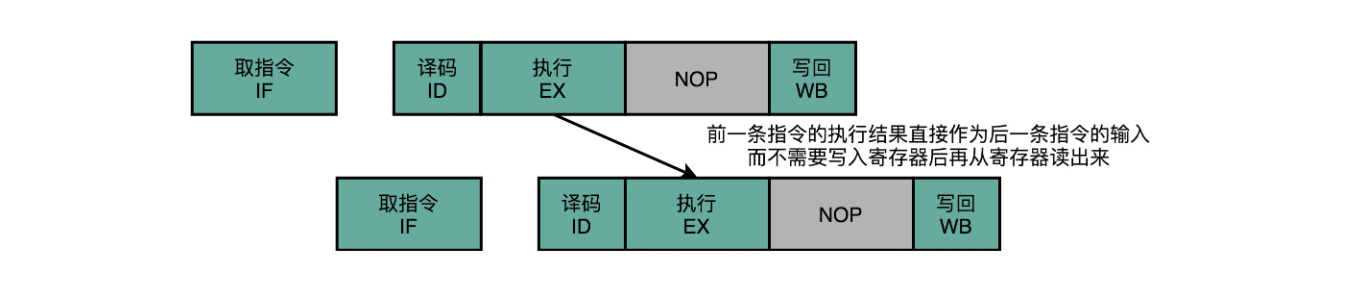 取指令
IF
译码
ID
执行
EX
NOP
写回
WB
前一条指令的执行结果直接作为后一条指令的输入
而不需要写入寄存器后再从寄存器读出来
取指令
IF
译码
ID
执行
EX
NOP
写回
WB